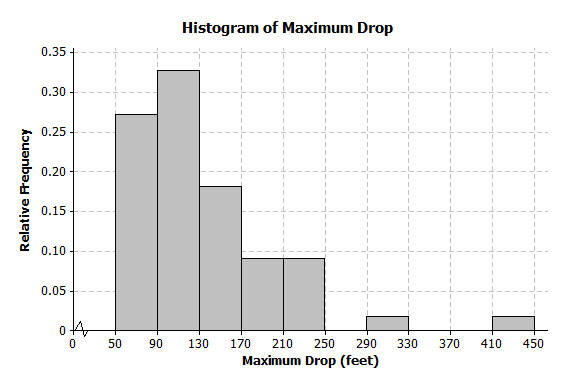 Histogram of Maximum Drop
0.35
0.30
0.25
0.20
0.15
0.10
0.05
0
Relative Frequency
0 50 90 130 170 210 250 290 330 370 410 450
Maximum Drop (feet)